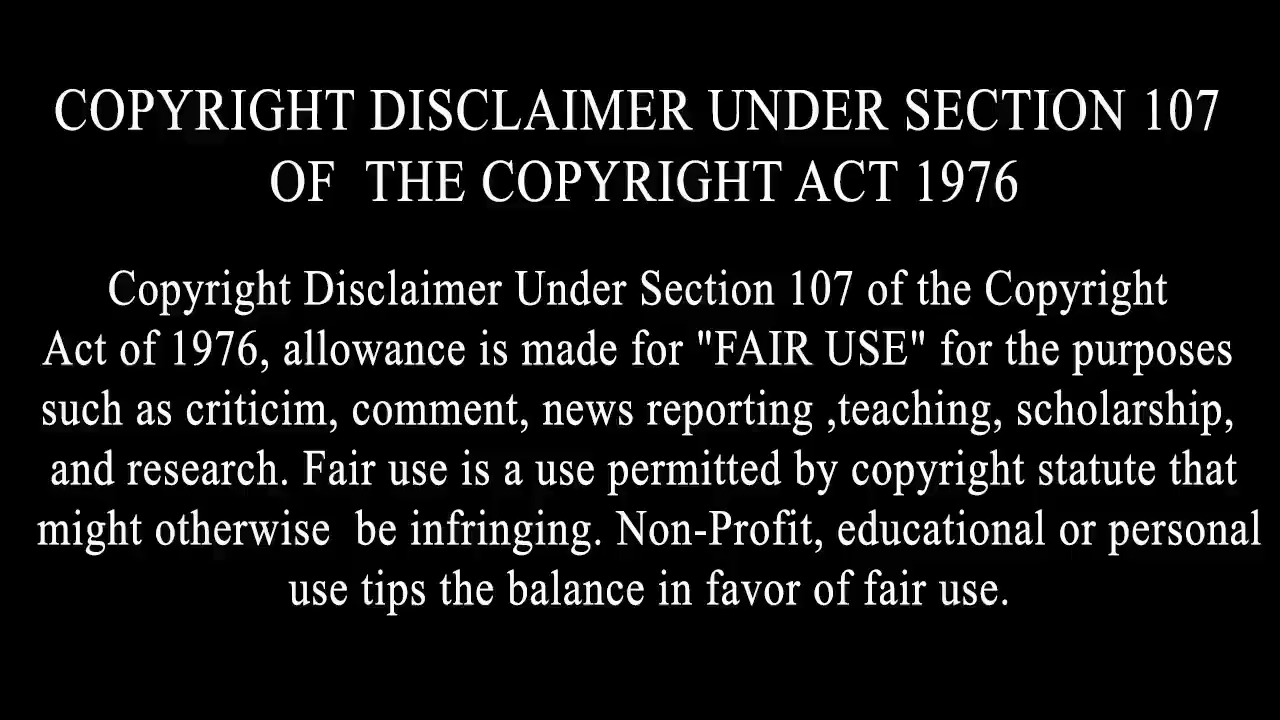 COPYRIGHT DISCLAIMER UNDER SECTION 107
OF  THE COPYRIGHT ACT 1976
Copyright Disclaimer Under Section 107 of the Copyright
Act of 1976, allowance is made for "FAIR USE" for the purposes
such as criticim, comment, news reporting ,teaching, scholarship,
and research. Fair use is a use permitted by copyright statute that
might otherwise  be infringing. Non-Profit, educational or personal
use tips the balance in favor of fair use.